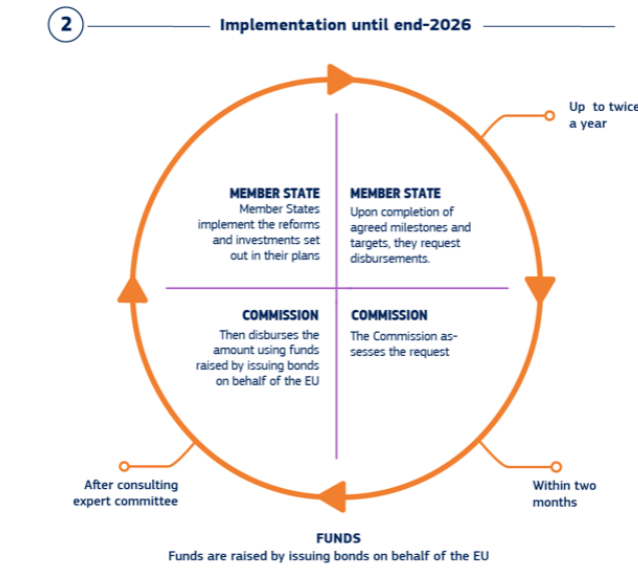 2
Implementation until end-2026
Up to twice
a year
MEMBER STATE
Member States
implement the reforms
and investments set
out in their plans
MEMBER STATE
Upon completion of
agreed milestones and
targets, they request
disbursements.
COMMISSION
Then disburses the
amount using funds
raised by issuing bonds
on behalf of the EU
COMMISSION
The Commission as-
sesses the request
After consulting
expert committee
Within two
months
FUNDS
Funds are raised by issuing bonds on behalf of the EU